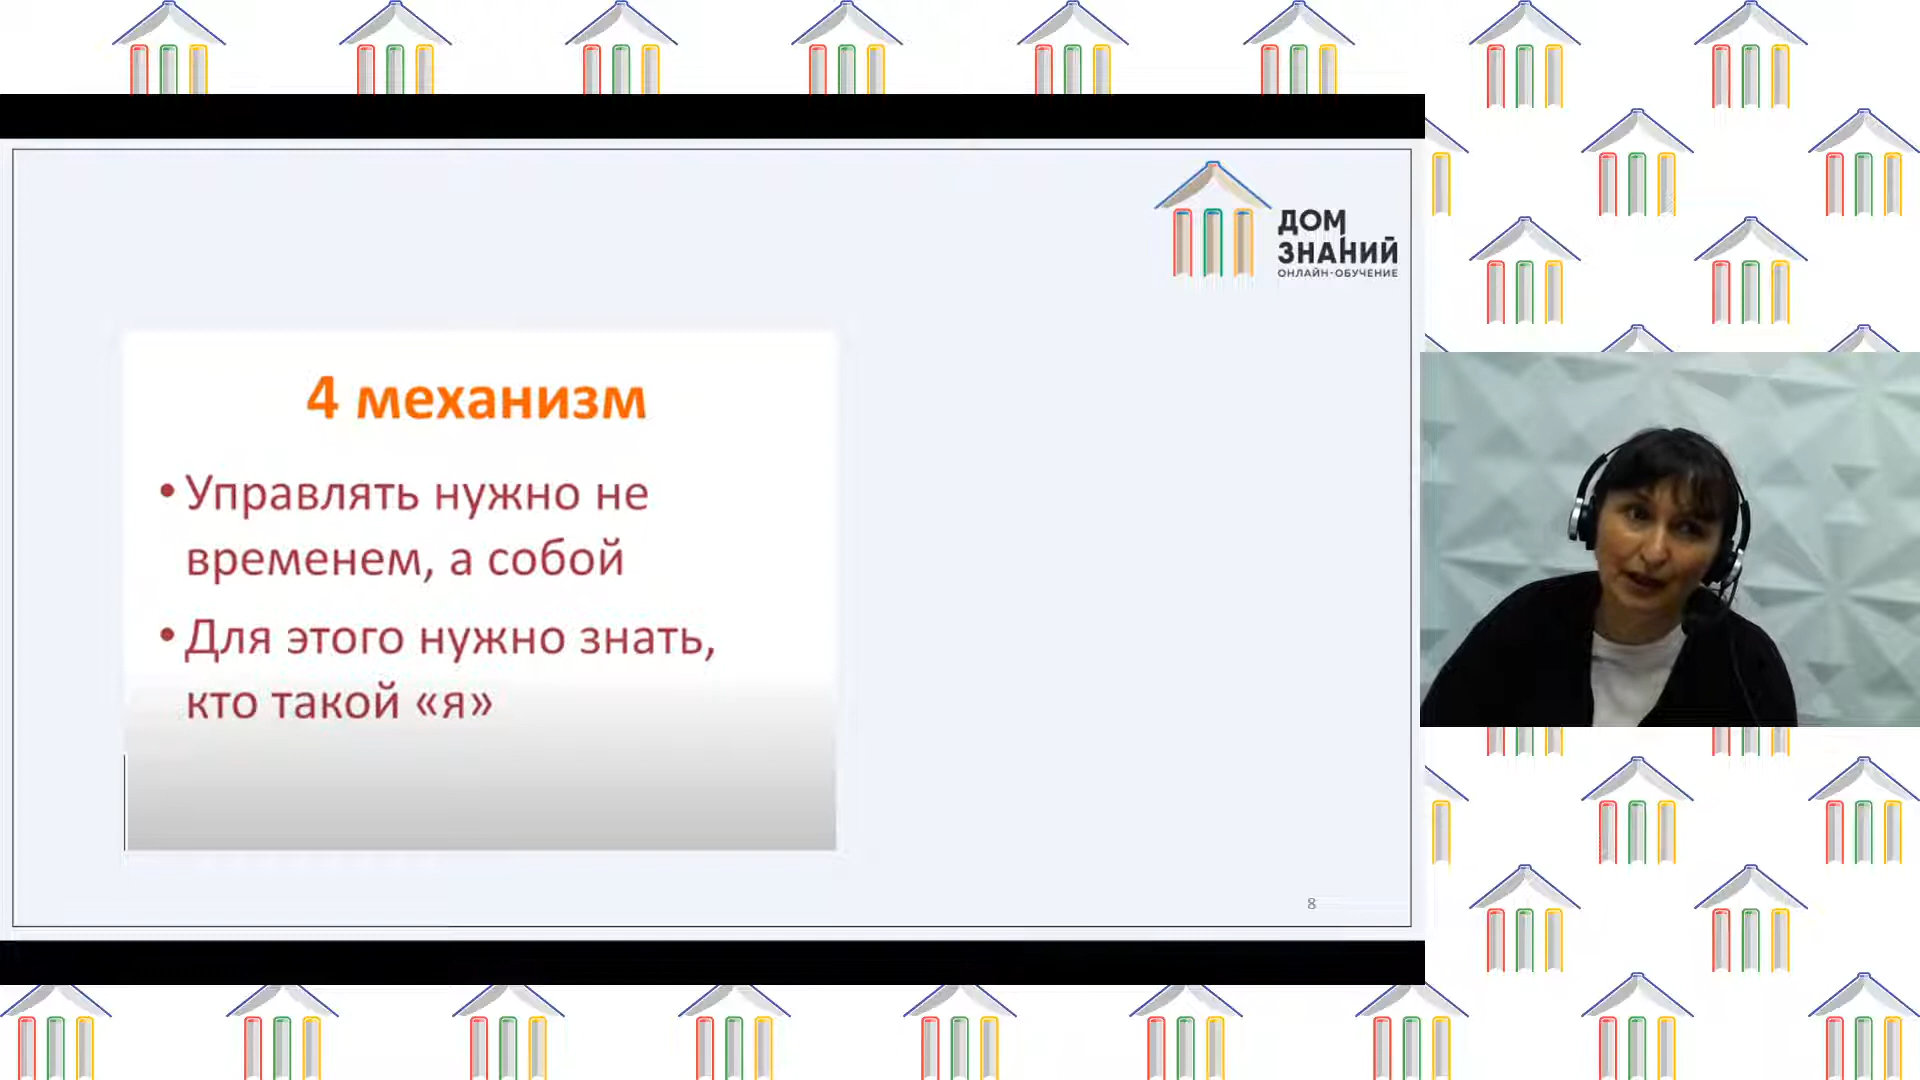 ДОМ
ЗНАНИЙ
ОНЛАЙН-ОБУЧЕНИЕ
4 механизм
• Управлять нужно не
временем, а собой
• Для этого нужно знать,
кто такой «я»
8